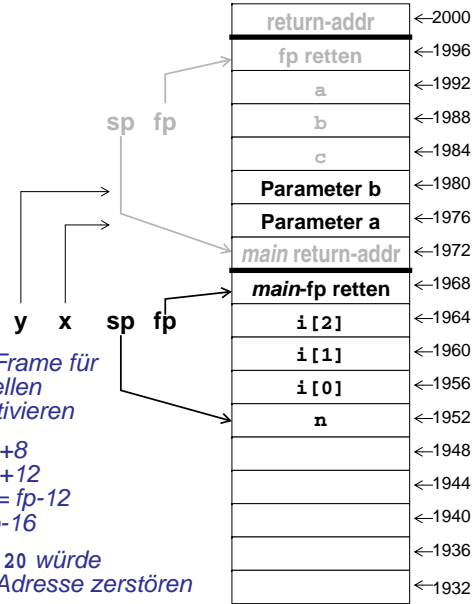 return-addr ←2000
fp retten ←1996
a ←1992
sp fp b ←1988
c ←1984
Parameter b ←1980
Parameter a ←1976
main return-addr ←1972
main-fp retten ←1968
y x sp fp i[2] ←1964
i[1] ←1960
Frame für
i[0] ←1956
ellen
n ←1952
tivieren
←1948
+8
+12
←1944
= fp-12
←1940
-16
←1936
20 würde
Adresse zerstören ←1932